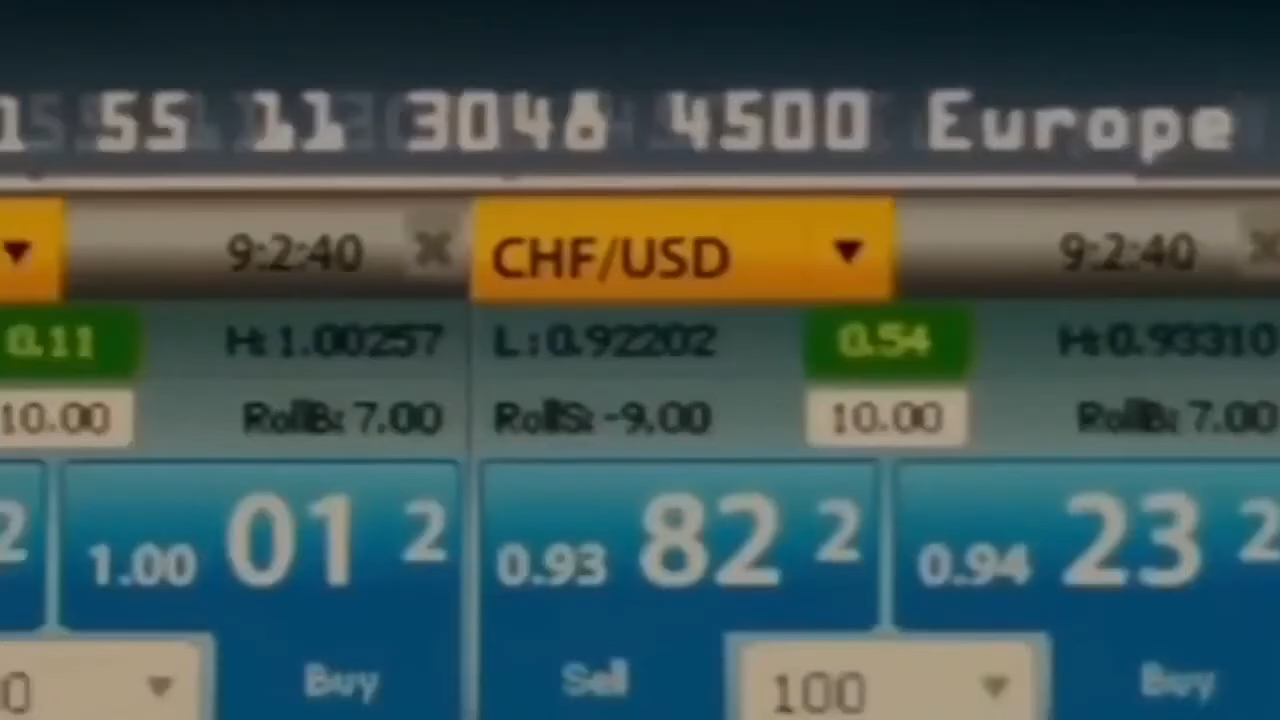 55 11 3046 4500 Europe
9:2:40 CHF/USD 9:2:40
0.11 H:1.00257 L:0.92202 0.54 H:0.93310
10.00 RollB:7.00 RollS:-9.00 10.00 RollB:7.00
2 1.00 01 2 0.93 82 2 0.94 23 2
Buy Sell 100 Buy